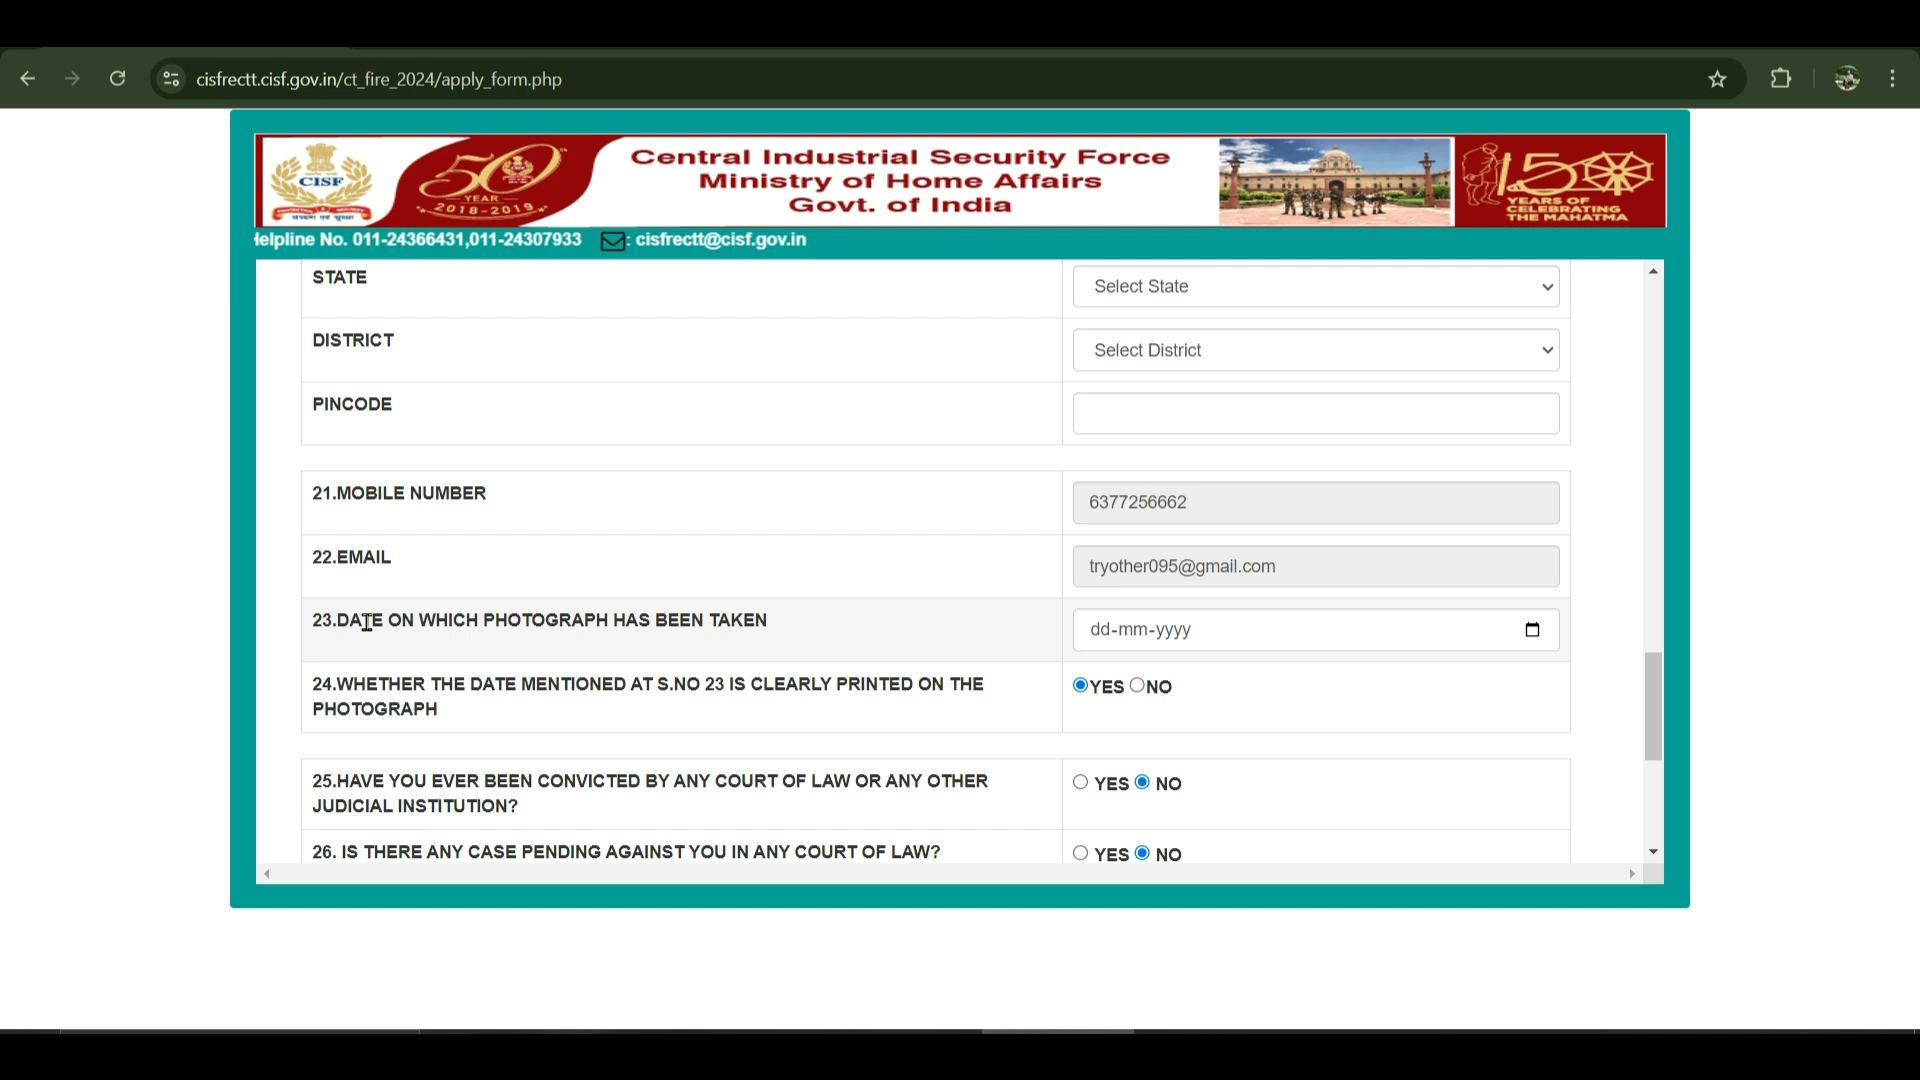 cisfrectt.cisf.gov.in/ct_fire_2024/apply_form.php
CISF
50
YEAR
2018-2019
Central Industrial Security Force
Ministry of Home Affairs
Govt. of India
150
YEARS OF
CELEBRATING
THE MAHATMA
Helpline No. 011-24366431,011-24307933 : cisfrectt@cisf.gov.in
STATE
Select State
DISTRICT
Select District
PINCODE
21.MOBILE NUMBER
6377256662
22.EMAIL
tryother095@gmail.com
23.DATE ON WHICH PHOTOGRAPH HAS BEEN TAKEN
dd-mm-yyyy
24.WHETHER THE DATE MENTIONED AT S.NO 23 IS CLEARLY PRINTED ON THE
PHOTOGRAPH
YES NO
25.HAVE YOU EVER BEEN CONVICTED BY ANY COURT OF LAW OR ANY OTHER
JUDICIAL INSTITUTION?
YES NO
26. IS THERE ANY CASE PENDING AGAINST YOU IN ANY COURT OF LAW?
YES NO